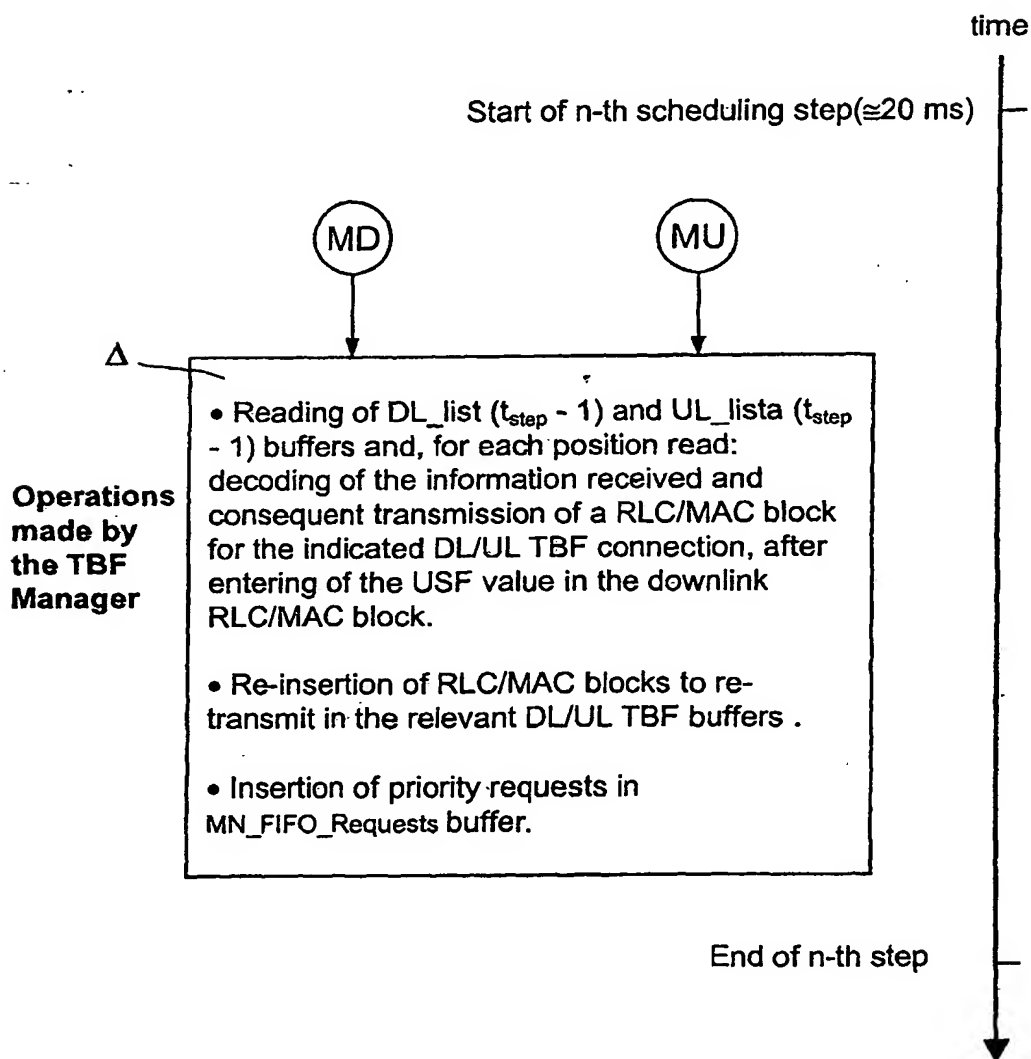 time
Start of n-th scheduling step(≅20 ms)
MD
MU
Δ
• Reading of DL_list (tstep - 1) and UL_lista (tstep
- 1) buffers and, for each position read:
decoding of the information received and
consequent transmission of a RLC/MAC block
for the indicated DL/UL TBF connection, after
entering of the USF value in the downlink
RLC/MAC block.
• Re-insertion of RLC/MAC blocks to re-
transmit in the relevant DL/UL TBF buffers .
• Insertion of priority requests in
MN_FIFO_Requests buffer.
Operations
made by
the TBF
Manager
End of n-th step